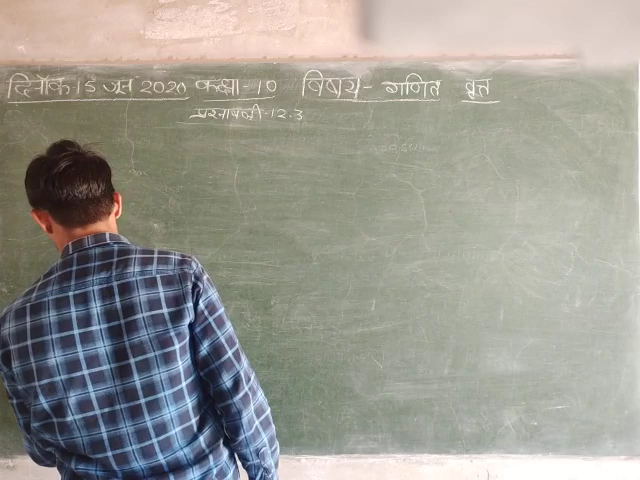 दिनाँक 15 जून 2020 कक्षा-10 विषय- गणित वृत्त
प्रश्नावली-12.3